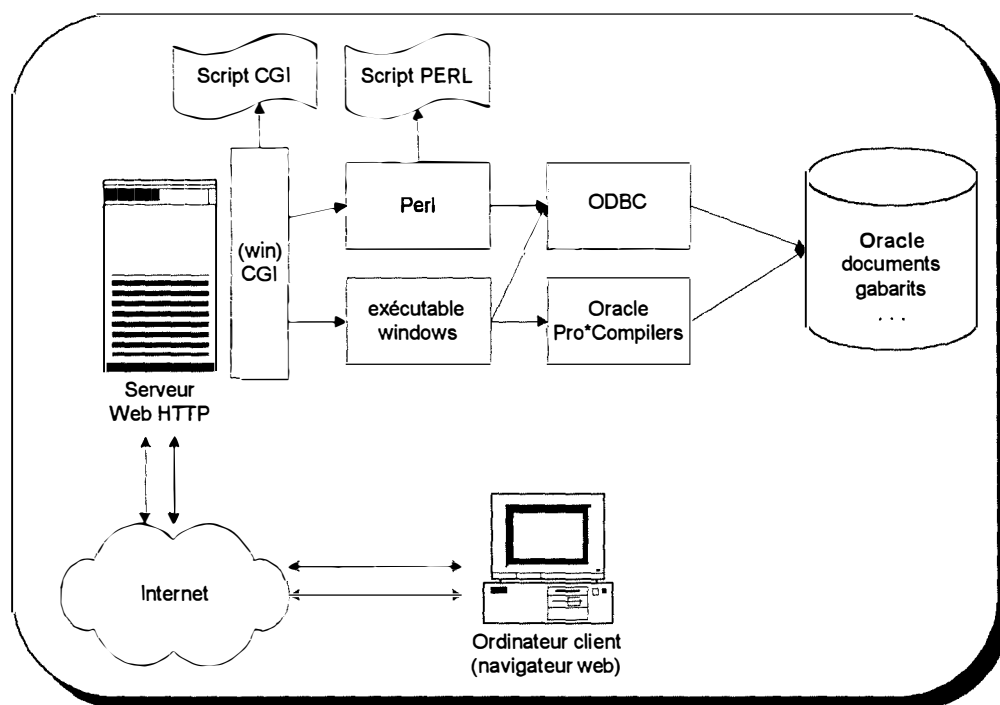 Script CGI
Script PERL
(win)
CGI
Perl
ODBC
exécutable
windows
Oracle
Pro*Compilers
Oracle
documents
gabarits
...
Serveur
Web HTTP
Internet
Ordinateur client
(navigateur web)